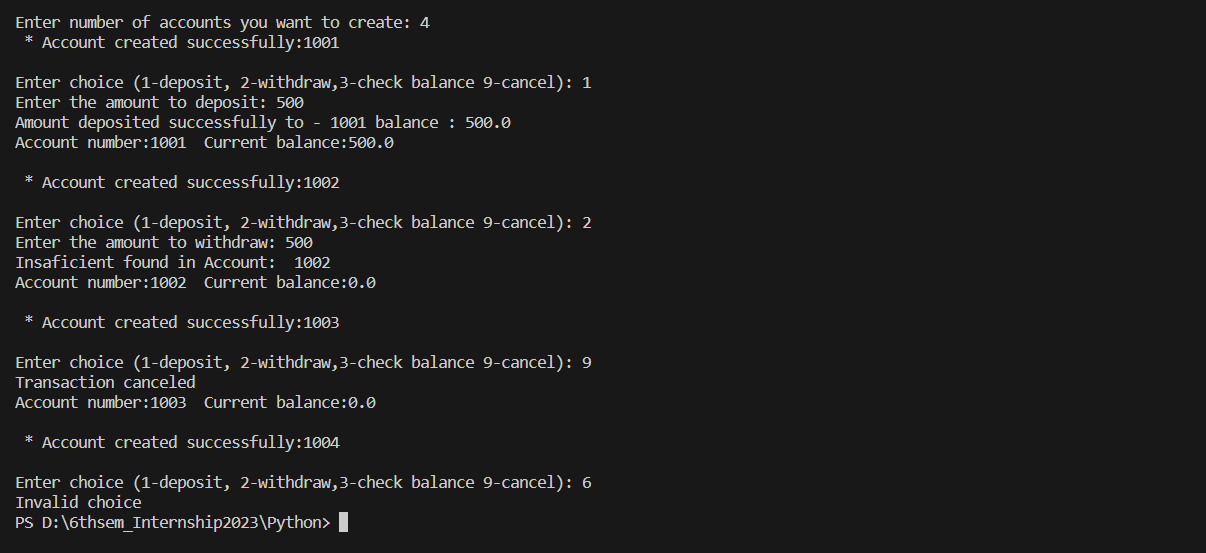 Enter number of accounts you want to create: 4
 * Account created successfully:1001
Enter choice (1-deposit, 2-withdraw,3-check balance 9-cancel): 1
Enter the amount to deposit: 500
Amount deposited successfully to - 1001 balance : 500.0
Account number:1001  Current balance:500.0
 * Account created successfully:1002
Enter choice (1-deposit, 2-withdraw,3-check balance 9-cancel): 2
Enter the amount to withdraw: 500
Insaficient found in Account:  1002
Account number:1002  Current balance:0.0
 * Account created successfully:1003
Enter choice (1-deposit, 2-withdraw,3-check balance 9-cancel): 9
Transaction canceled
Account number:1003  Current balance:0.0
 * Account created successfully:1004
Enter choice (1-deposit, 2-withdraw,3-check balance 9-cancel): 6
Invalid choice
PS D:\6thsem_Internship2023\Python>